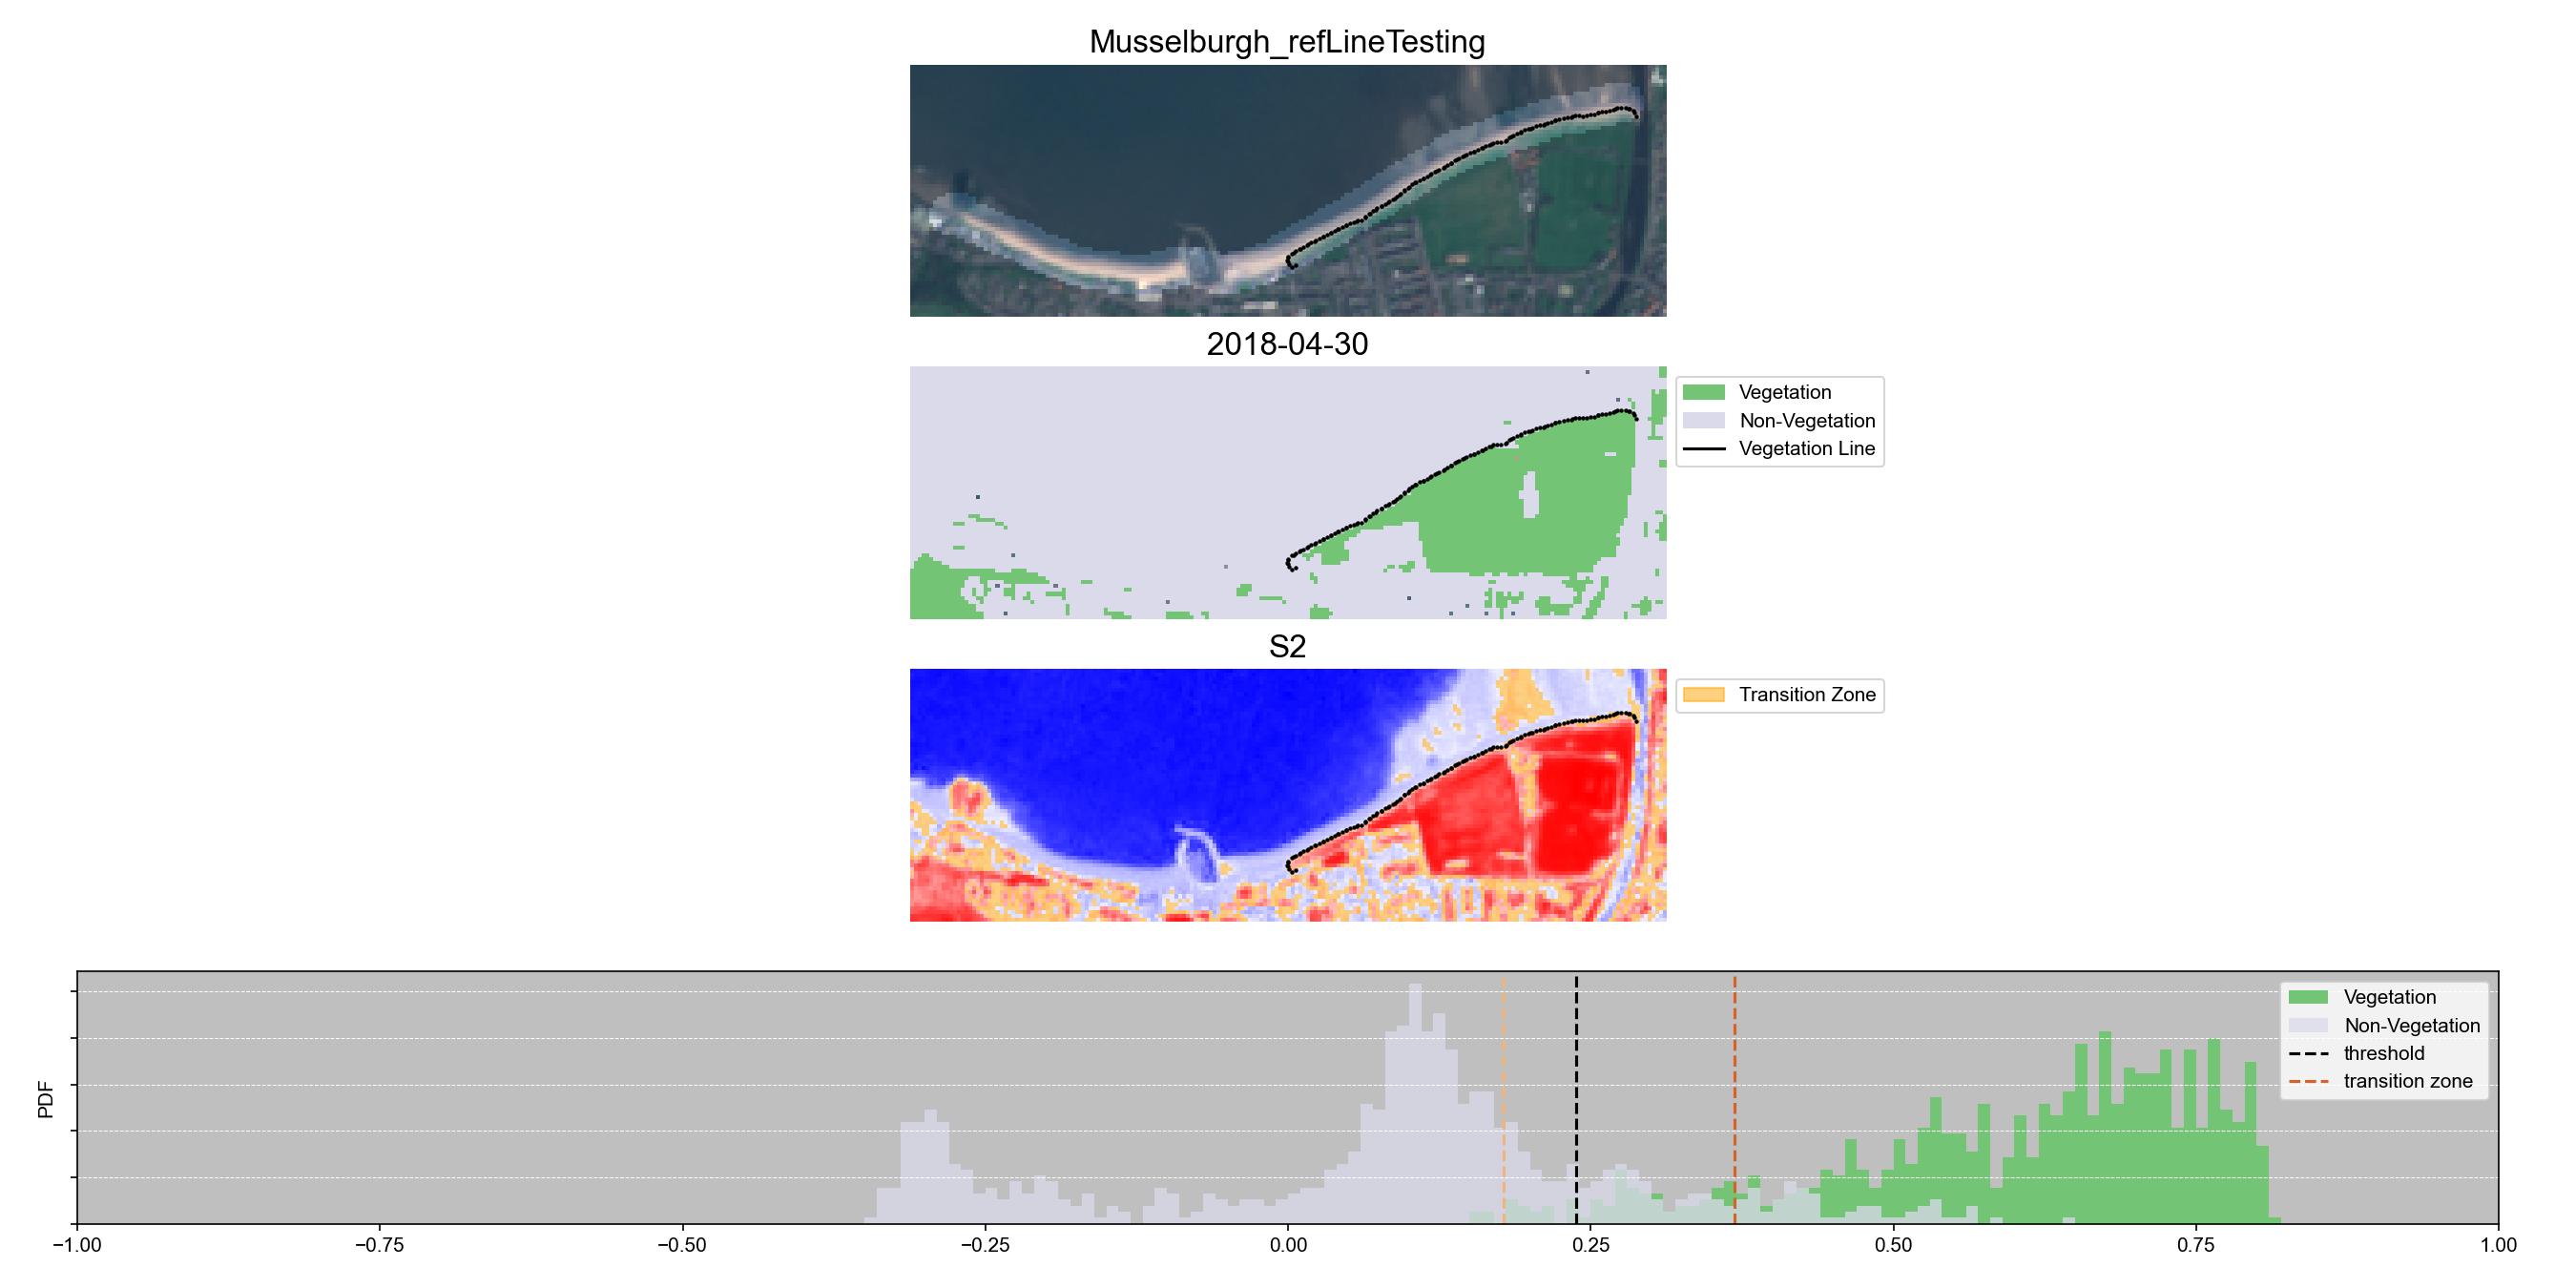 Musselburgh_refLineTesting
2018-04-30
Vegetation
Non-Vegetation
Vegetation Line
S2
Transition Zone
PDF
Vegetation
Non-Vegetation
threshold
transition zone
−1.00
−0.75
−0.50
−0.25
0.00
0.25
0.50
0.75
1.00